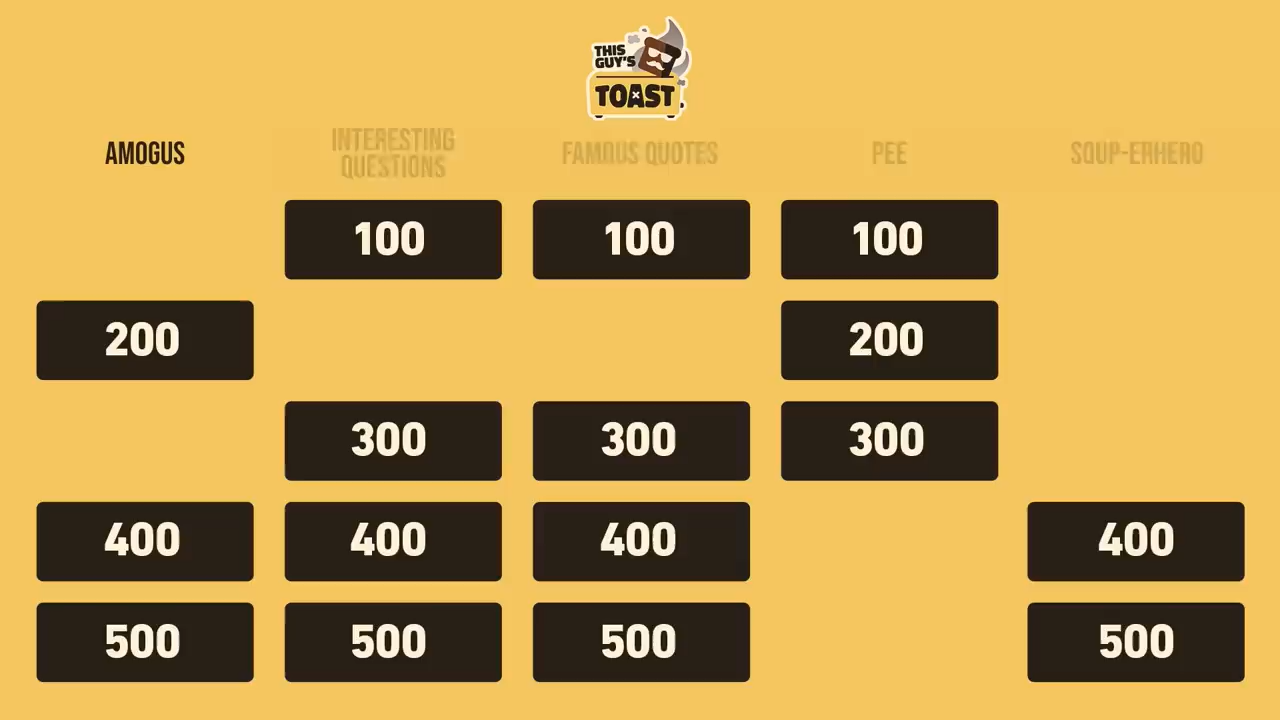 THIS
GUY'S
TOAST
AMOGUS
INTERESTING
QUESTIONS
FAMOUS QUOTES
PEE
SOUP-ERHERO
100
100
100
200
200
300
300
300
400
400
400
400
500
500
500
500